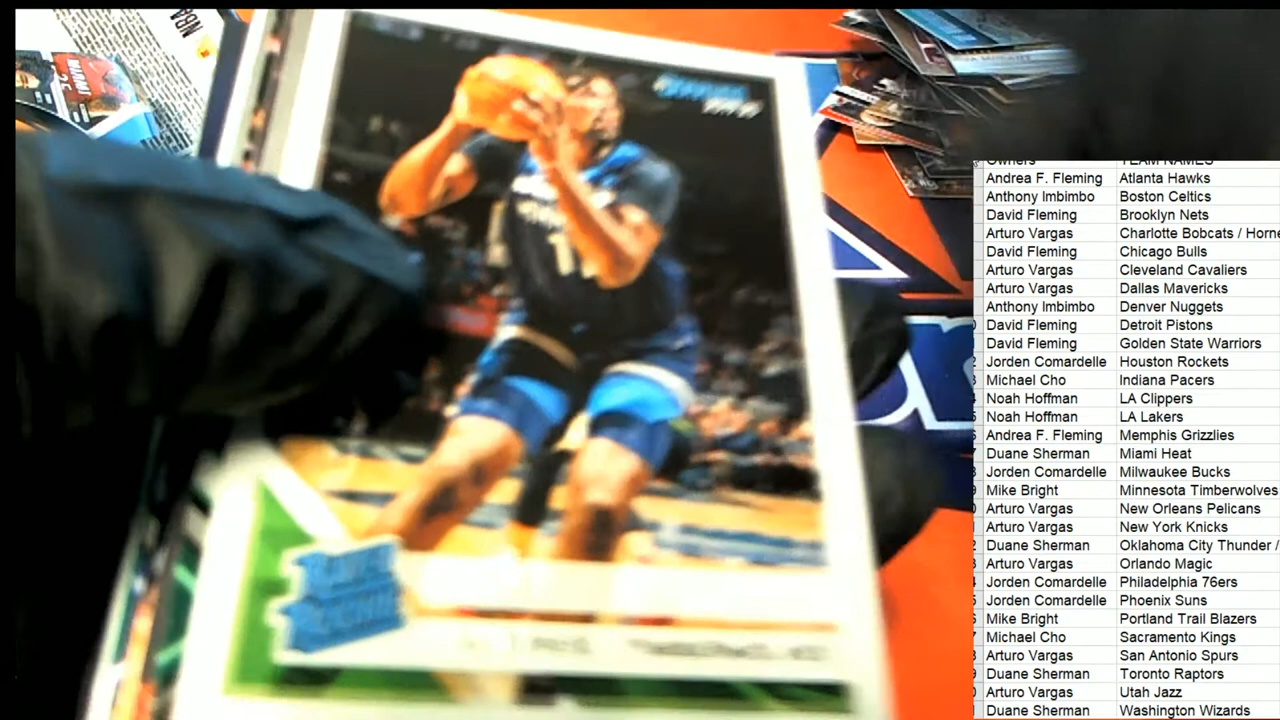 NBA
MIAMI
Owners TEAM NAMES
Andrea F. Fleming Atlanta Hawks
Anthony Imbimbo Boston Celtics
David Fleming Brooklyn Nets
Arturo Vargas Charlotte Bobcats / Horne
David Fleming Chicago Bulls
Arturo Vargas Cleveland Cavaliers
Arturo Vargas Dallas Mavericks
Anthony Imbimbo Denver Nuggets
David Fleming Detroit Pistons
David Fleming Golden State Warriors
Jorden Comardelle Houston Rockets
Michael Cho Indiana Pacers
Noah Hoffman LA Clippers
Noah Hoffman LA Lakers
Andrea F. Fleming Memphis Grizzlies
Duane Sherman Miami Heat
Jorden Comardelle Milwaukee Bucks
Mike Bright Minnesota Timberwolves
Arturo Vargas New Orleans Pelicans
Arturo Vargas New York Knicks
Duane Sherman Oklahoma City Thunder /
Arturo Vargas Orlando Magic
Jorden Comardelle Philadelphia 76ers
Jorden Comardelle Phoenix Suns
Mike Bright Portland Trail Blazers
Michael Cho Sacramento Kings
Arturo Vargas San Antonio Spurs
Duane Sherman Toronto Raptors
Arturo Vargas Utah Jazz
Duane Sherman Washington Wizards